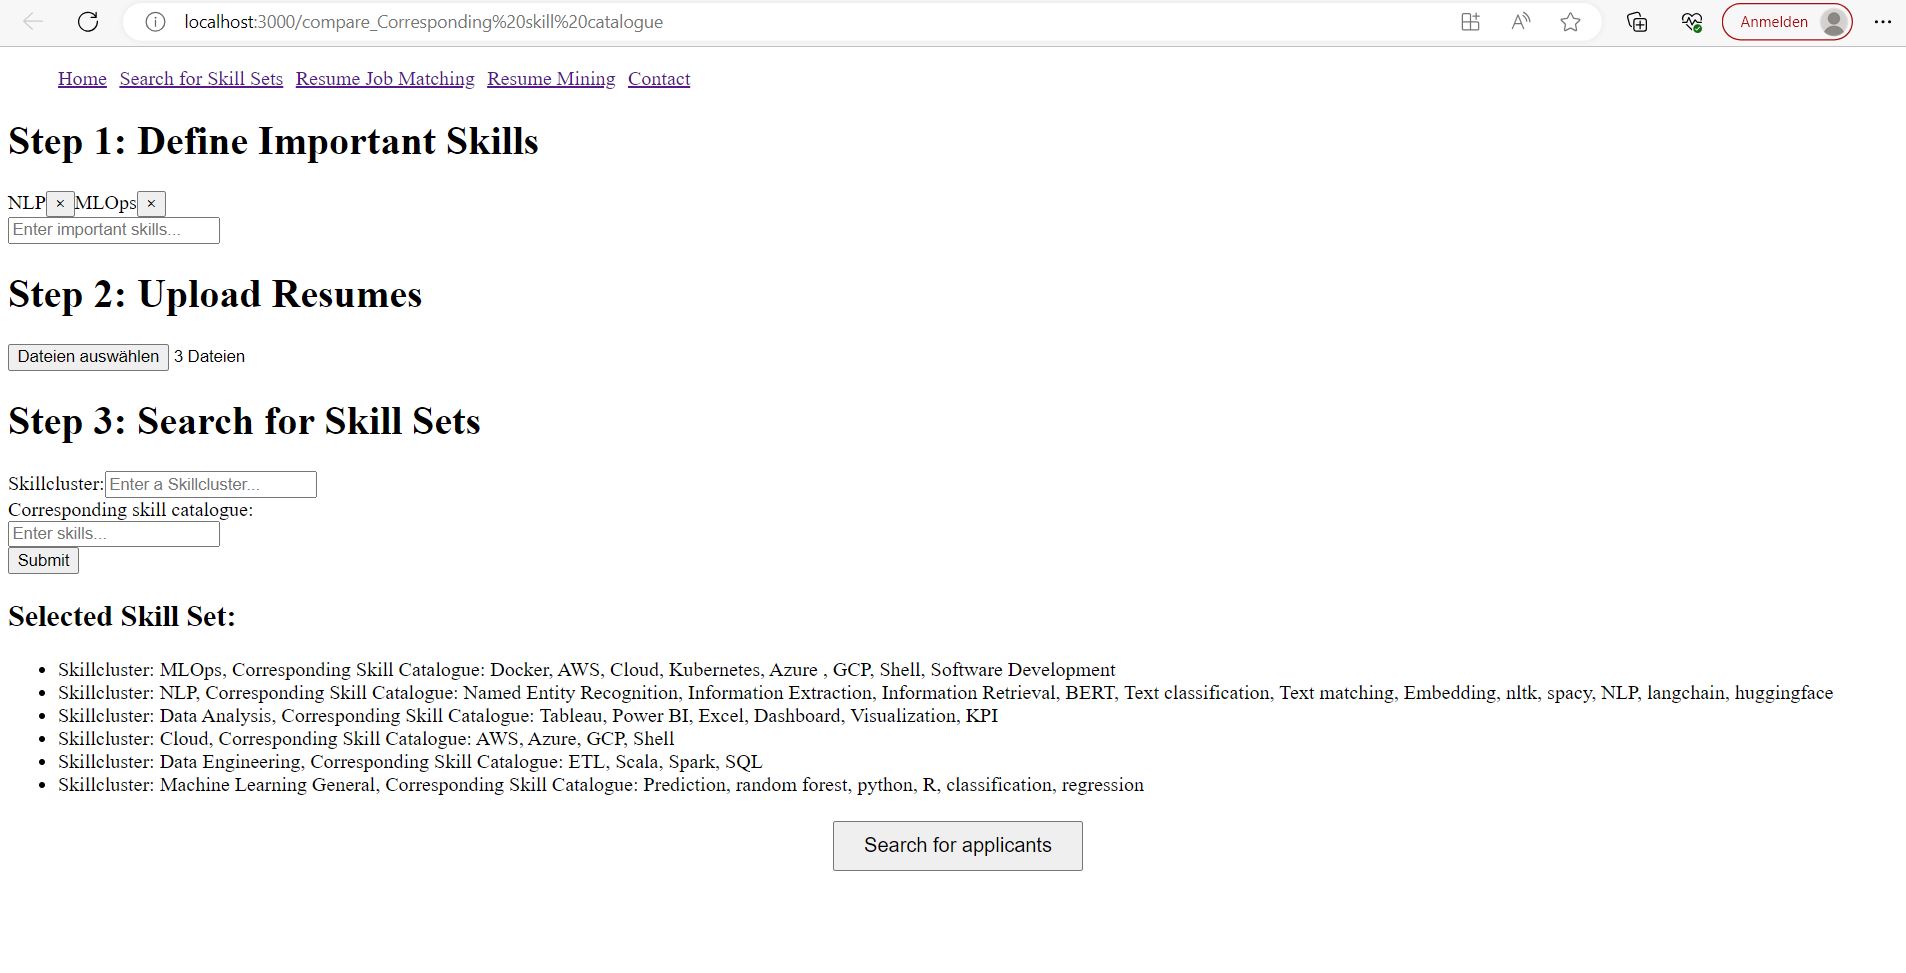 localhost:3000/compare_Corresponding%20skill%20catalogue
Anmelden
Home Search for Skill Sets Resume Job Matching Resume Mining Contact
Step 1: Define Important Skills
NLP × MLOps ×
Enter important skills...
Step 2: Upload Resumes
Dateien auswählen 3 Dateien
Step 3: Search for Skill Sets
Skillcluster: Enter a Skillcluster...
Corresponding skill catalogue:
Enter skills...
Submit
Selected Skill Set:
• Skillcluster: MLOps, Corresponding Skill Catalogue: Docker, AWS, Cloud, Kubernetes, Azure , GCP, Shell, Software Development
• Skillcluster: NLP, Corresponding Skill Catalogue: Named Entity Recognition, Information Extraction, Information Retrieval, BERT, Text classification, Text matching, Embedding, nltk, spacy, NLP, langchain, huggingface
• Skillcluster: Data Analysis, Corresponding Skill Catalogue: Tableau, Power BI, Excel, Dashboard, Visualization, KPI
• Skillcluster: Cloud, Corresponding Skill Catalogue: AWS, Azure, GCP, Shell
• Skillcluster: Data Engineering, Corresponding Skill Catalogue: ETL, Scala, Spark, SQL
• Skillcluster: Machine Learning General, Corresponding Skill Catalogue: Prediction, random forest, python, R, classification, regression
Search for applicants